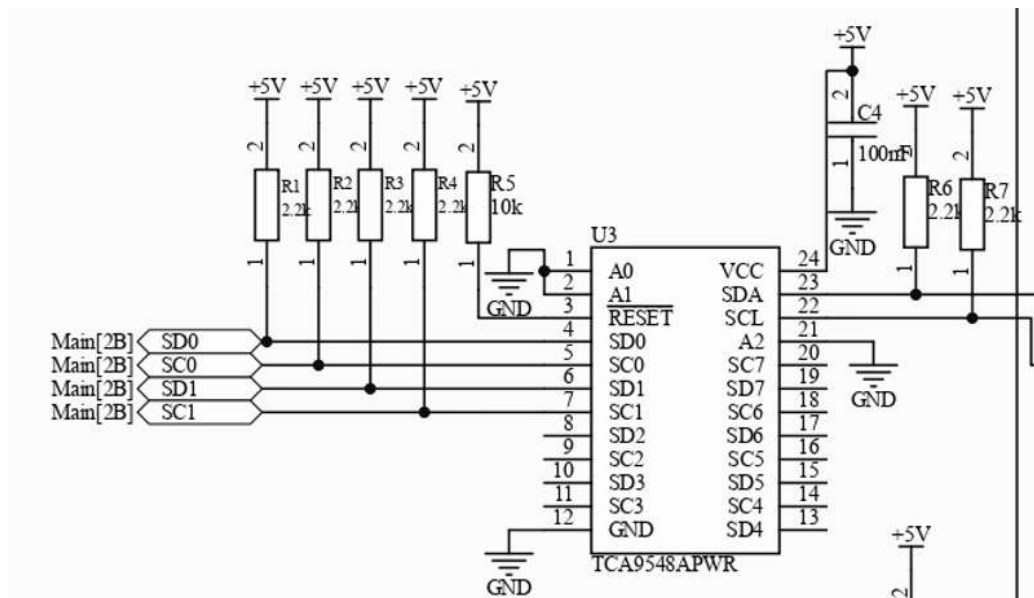 +5V
+5V +5V +5V +5V +5V +5V +5V
2 2 2 2 2 2 2 2
C4
100nF
R1 2.2k R2 2.2k R3 2.2k R4 2.2k R5 10k R6 2.2k R7 2.2k
1 1 1 1 1 1 1 1
GND
U3
1 A0 VCC 24
2 A1 SDA 23
GND 3 RESET SCL 22
Main[2B] SD0 4 SD0 A2 21
Main[2B] SC0 5 SC0 SC7 20
Main[2B] SD1 6 SD1 SD7 19
Main[2B] SC1 7 SC1 SC6 18 GND
8 SD2 SD6 17
9 SC2 SC5 16
10 SD3 SD5 15
11 SC3 SC4 14
12 GND SD4 13
TCA9548APWR
GND
+5V
2